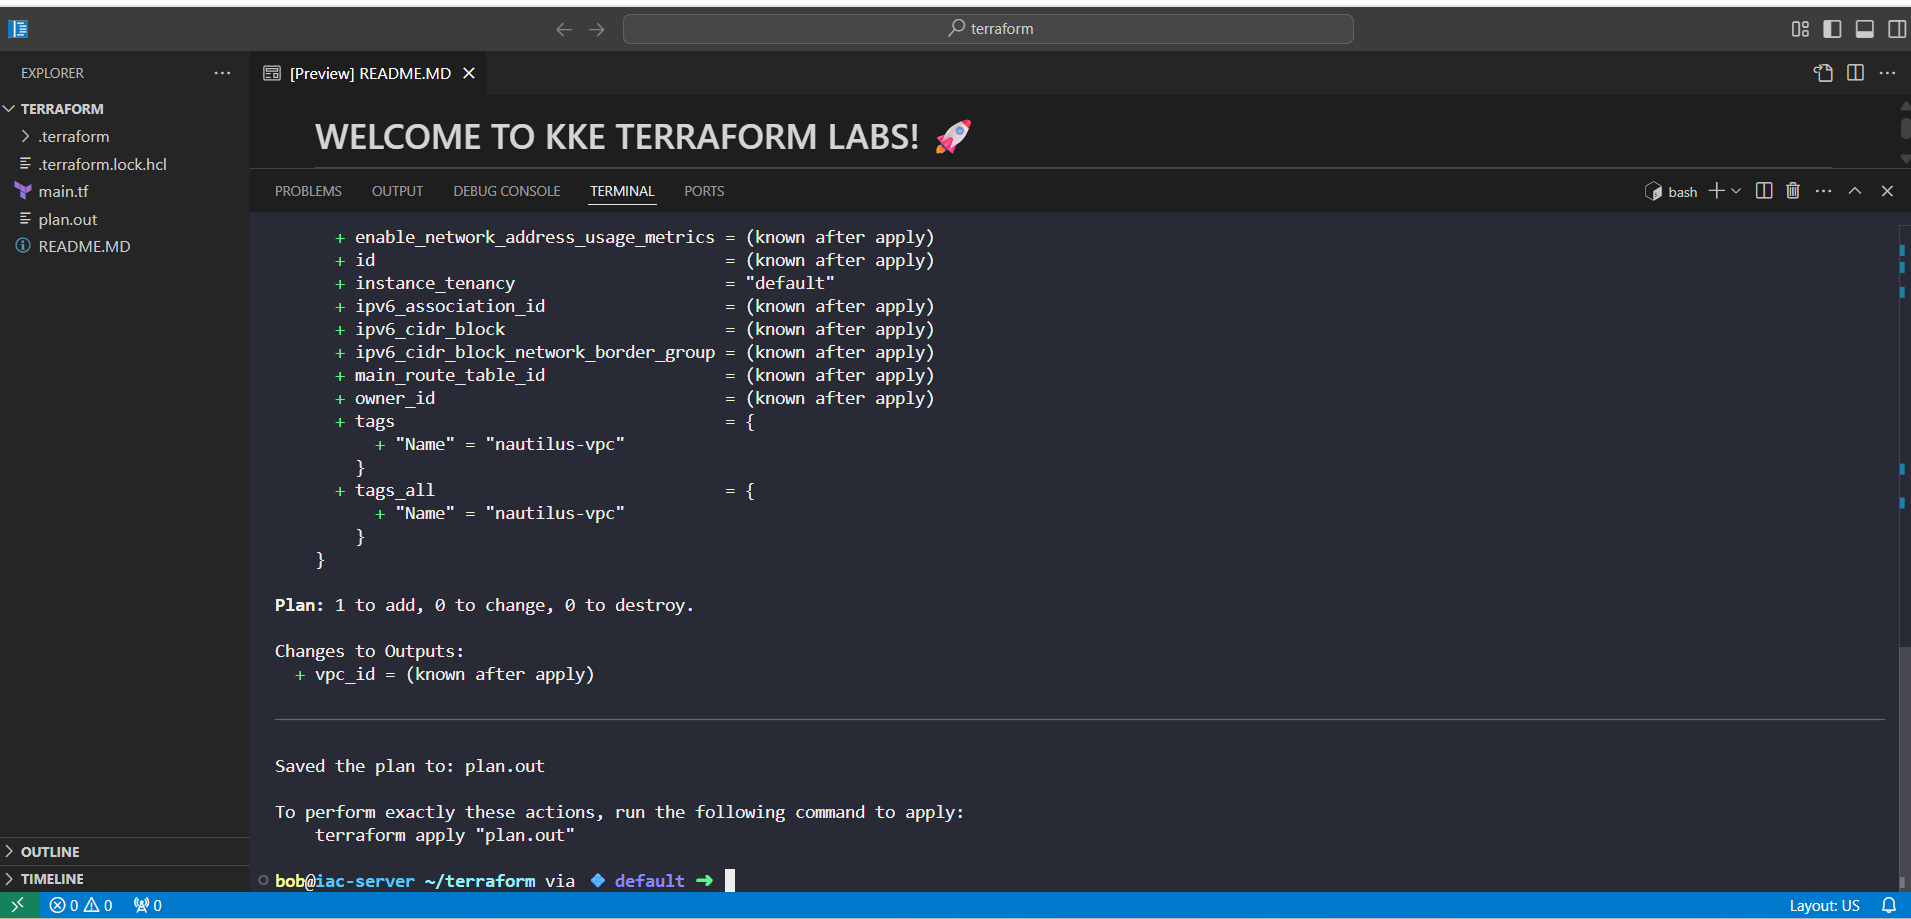 terraform
EXPLORER
[Preview] README.MD
TERRAFORM
.terraform
.terraform.lock.hcl
main.tf
plan.out
README.MD
OUTLINE
TIMELINE
WELCOME TO KKE TERRAFORM LABS! 🚀
PROBLEMS OUTPUT DEBUG CONSOLE TERMINAL PORTS
bash
+ enable_network_address_usage_metrics = (known after apply)
+ id = (known after apply)
+ instance_tenancy = "default"
+ ipv6_association_id = (known after apply)
+ ipv6_cidr_block = (known after apply)
+ ipv6_cidr_block_network_border_group = (known after apply)
+ main_route_table_id = (known after apply)
+ owner_id = (known after apply)
+ tags = {
+ "Name" = "nautilus-vpc"
}
+ tags_all = {
+ "Name" = "nautilus-vpc"
}
}
Plan: 1 to add, 0 to change, 0 to destroy.
Changes to Outputs:
+ vpc_id = (known after apply)
Saved the plan to: plan.out
To perform exactly these actions, run the following command to apply:
terraform apply "plan.out"
bob@iac-server ~/terraform via 💠 default ➜
0 0 0
Layout: US